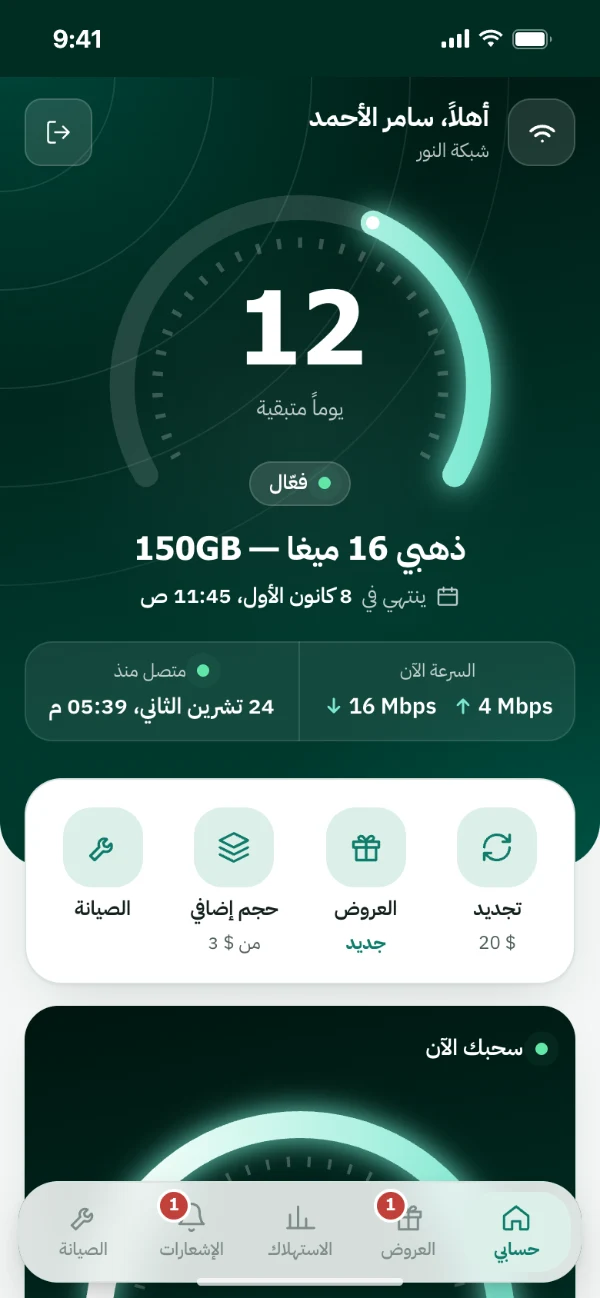 9:41
أهلاً، سامر الأحمد
شبكة النور
12
يوماً متبقية
فعّال
ذهبي 16 ميغا — 150GB
ينتهي في 8 كانون الأول، 11:45 ص
السرعة الآن
↓ 16 Mbps ↑ 4 Mbps
متصل منذ
24 تشرين الثاني، 05:39 م
تجديد
20 $
العروض
جديد
حجم إضافي
من $ 3
الصيانة
سحبك الآن
حسابي
1
العروض
الاستهلاك
1
الإشعارات
الصيانة